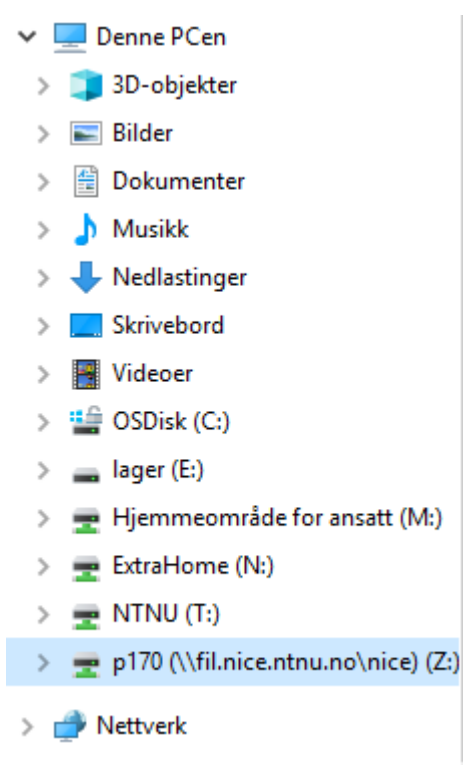 Denne PCen
3D-objekter
Bilder
Dokumenter
Musikk
Nedlastinger
Skrivebord
Videoer
OSDisk (C:)
lager (E:)
Hjemmeområde for ansatt (M:)
ExtraHome (N:)
NTNU (T:)
p170 (\\fil.nice.ntnu.no\nice) (Z:)
Nettverk